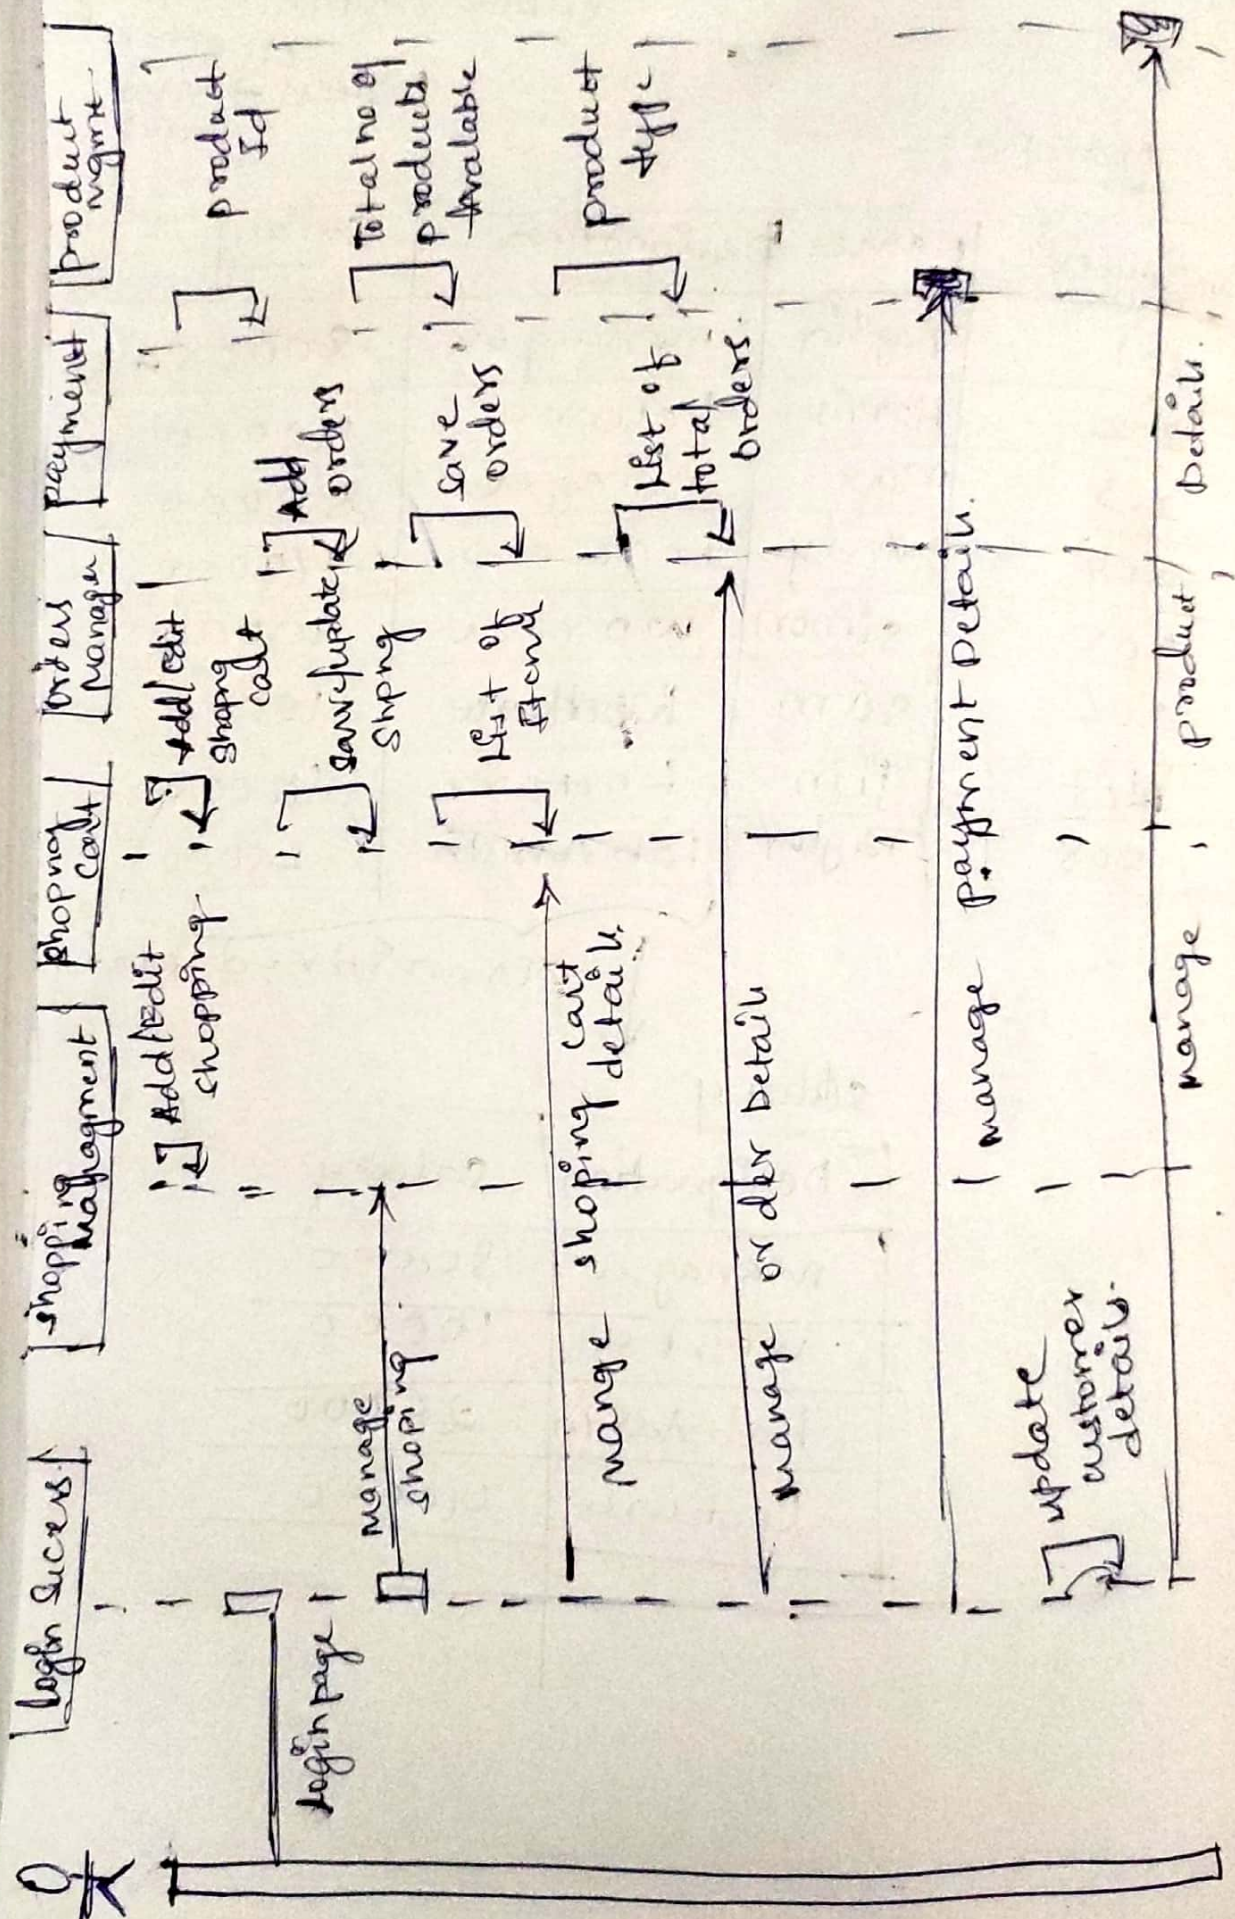 Login Success
shopping
Managment
shopng
Cart
orders
Manager
payment
product
mgmt
Add/Edit
shopping
Add/Edit
shopng
Cart
save/update
Shpng
List of
Items
Add
orders
save
orders
List of
total
orders.
product
Id
Total no of
products
Avalable
product
type
login page
Manage
shoping
mange shoping cart
details.
manage order Details
manage payment Details.
update
customer
details.
manage product Details.